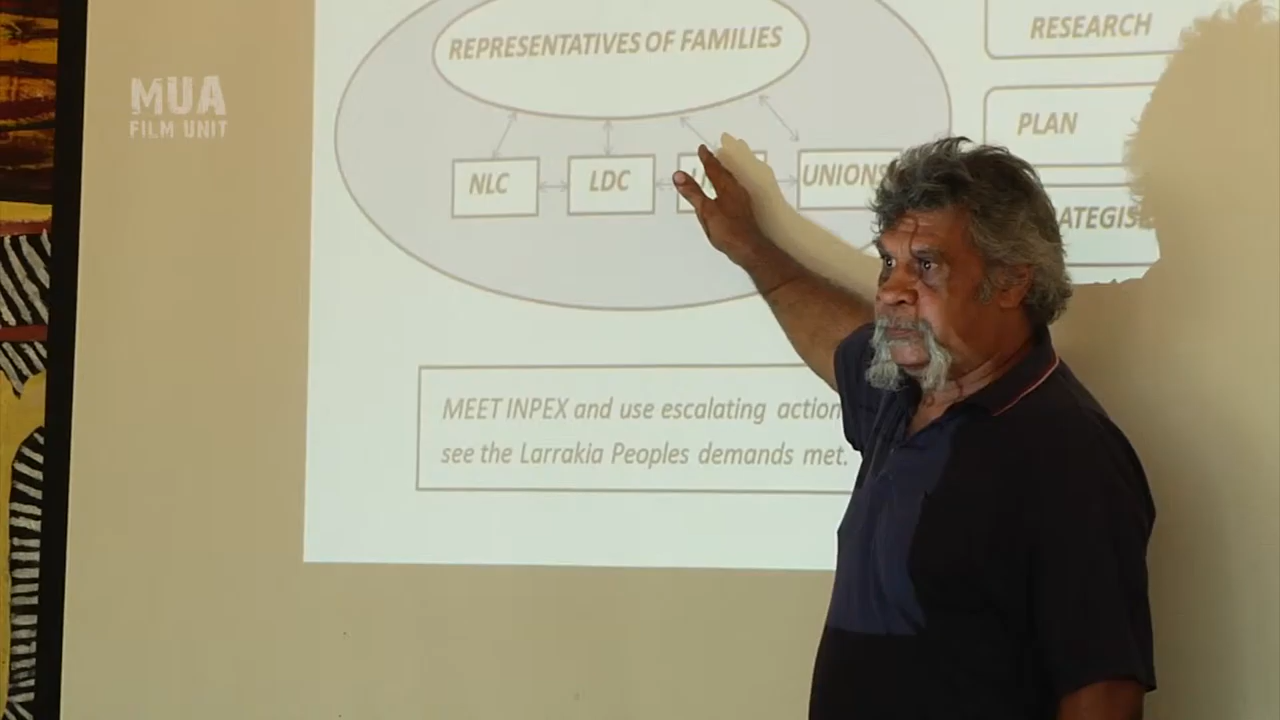 MUA
FILM UNIT
REPRESENTATIVES OF FAMILIES
NLC
LDC
UNIONS
MEET INPEX and use escalating action
see the Larrakia Peoples demands met.
RESEARCH
PLAN
ATEGIS